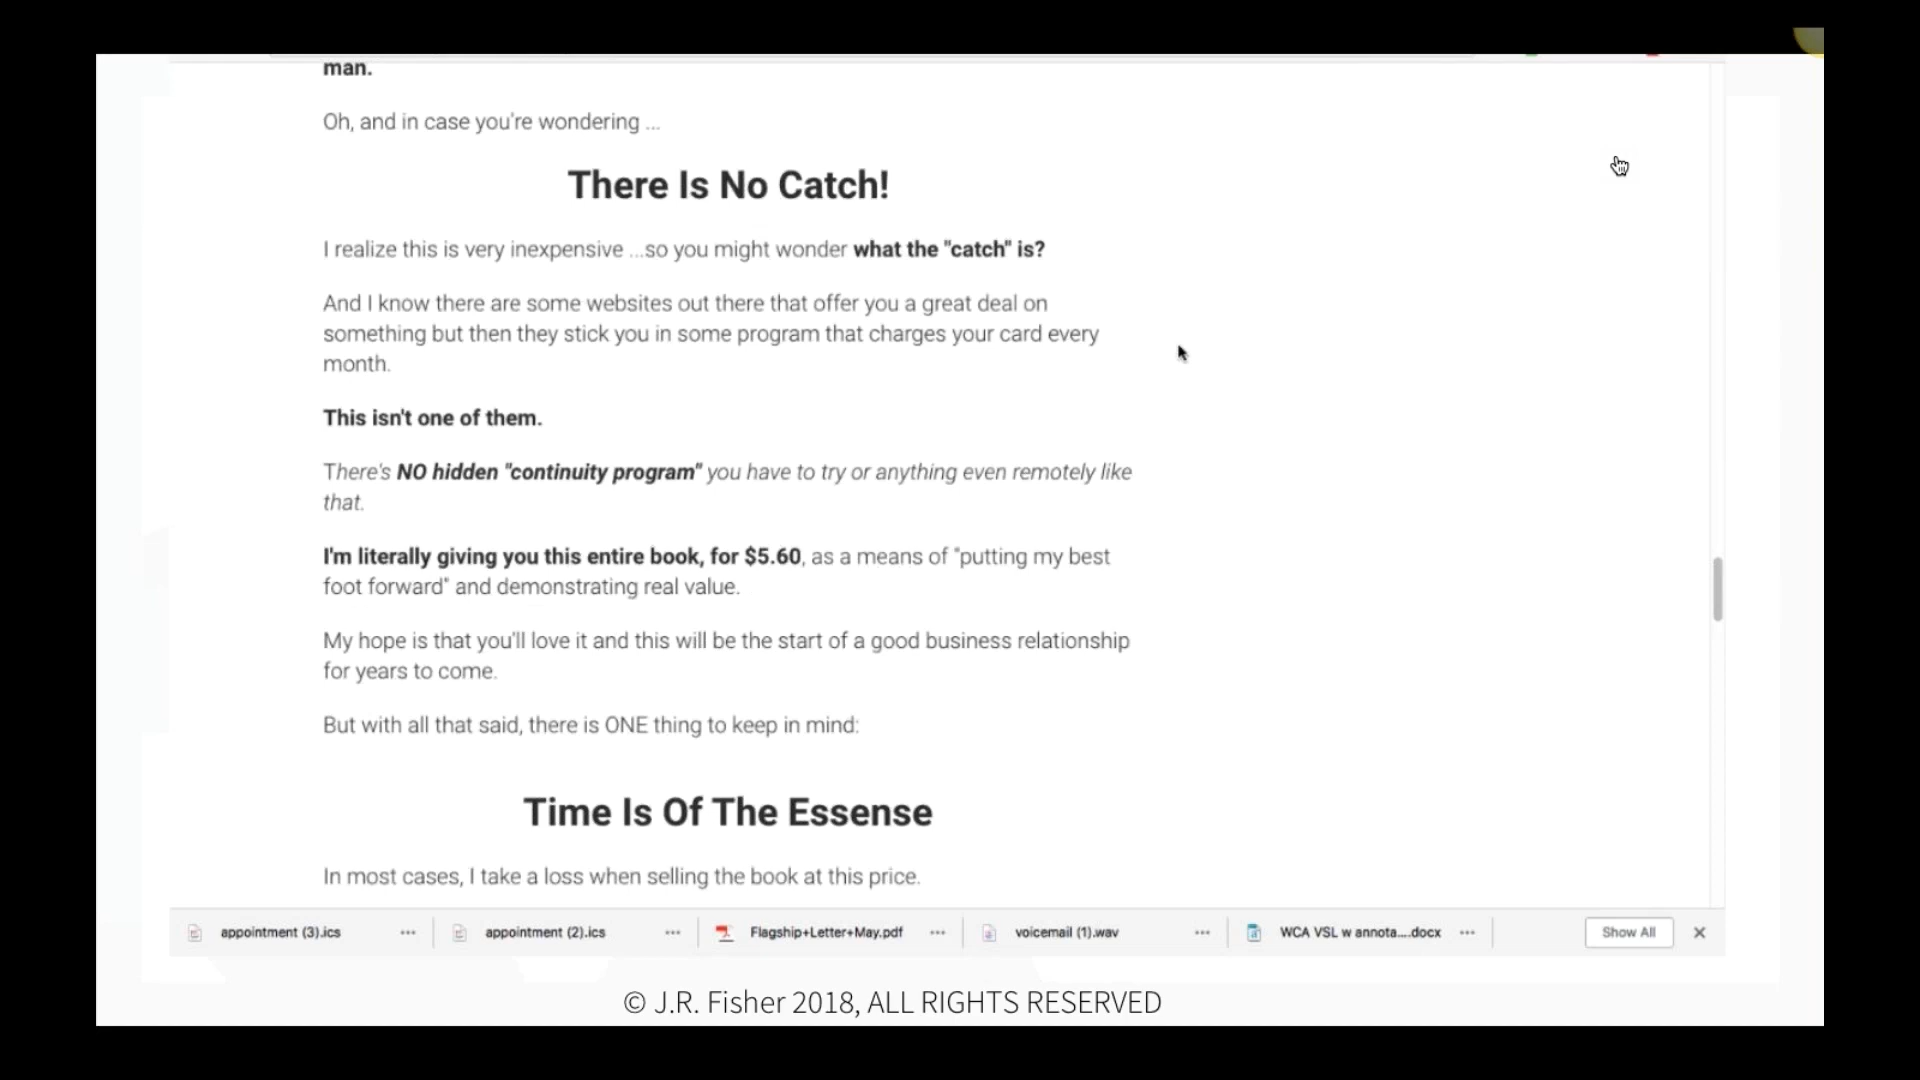 man.
Oh, and in case you're wondering ...
There Is No Catch!
I realize this is very inexpensive ...so you might wonder what the "catch" is?
And I know there are some websites out there that offer you a great deal on
something but then they stick you in some program that charges your card every
month.
This isn't one of them.
There's NO hidden "continuity program" you have to try or anything even remotely like
that.
I'm literally giving you this entire book, for $5.60, as a means of "putting my best
foot forward" and demonstrating real value.
My hope is that you'll love it and this will be the start of a good business relationship
for years to come.
But with all that said, there is ONE thing to keep in mind:
Time Is Of The Essense
In most cases, I take a loss when selling the book at this price.
appointment (3).ics appointment (2).ics Flagship+Letter+May.pdf voicemail (1).wav WCA VSL w annota....docx Show All
© J.R. Fisher 2018, ALL RIGHTS RESERVED